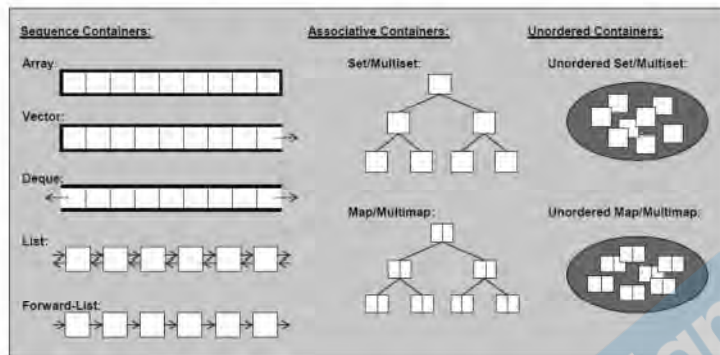 Sequence Containers:
Array
Vector:
Deque:
List:
Forward-List:
Associative Containers:
Set/Multiset:
Map/Multimap:
Unordered Containers:
Unordered Set/Multiset:
Unordered Map/Multimap: